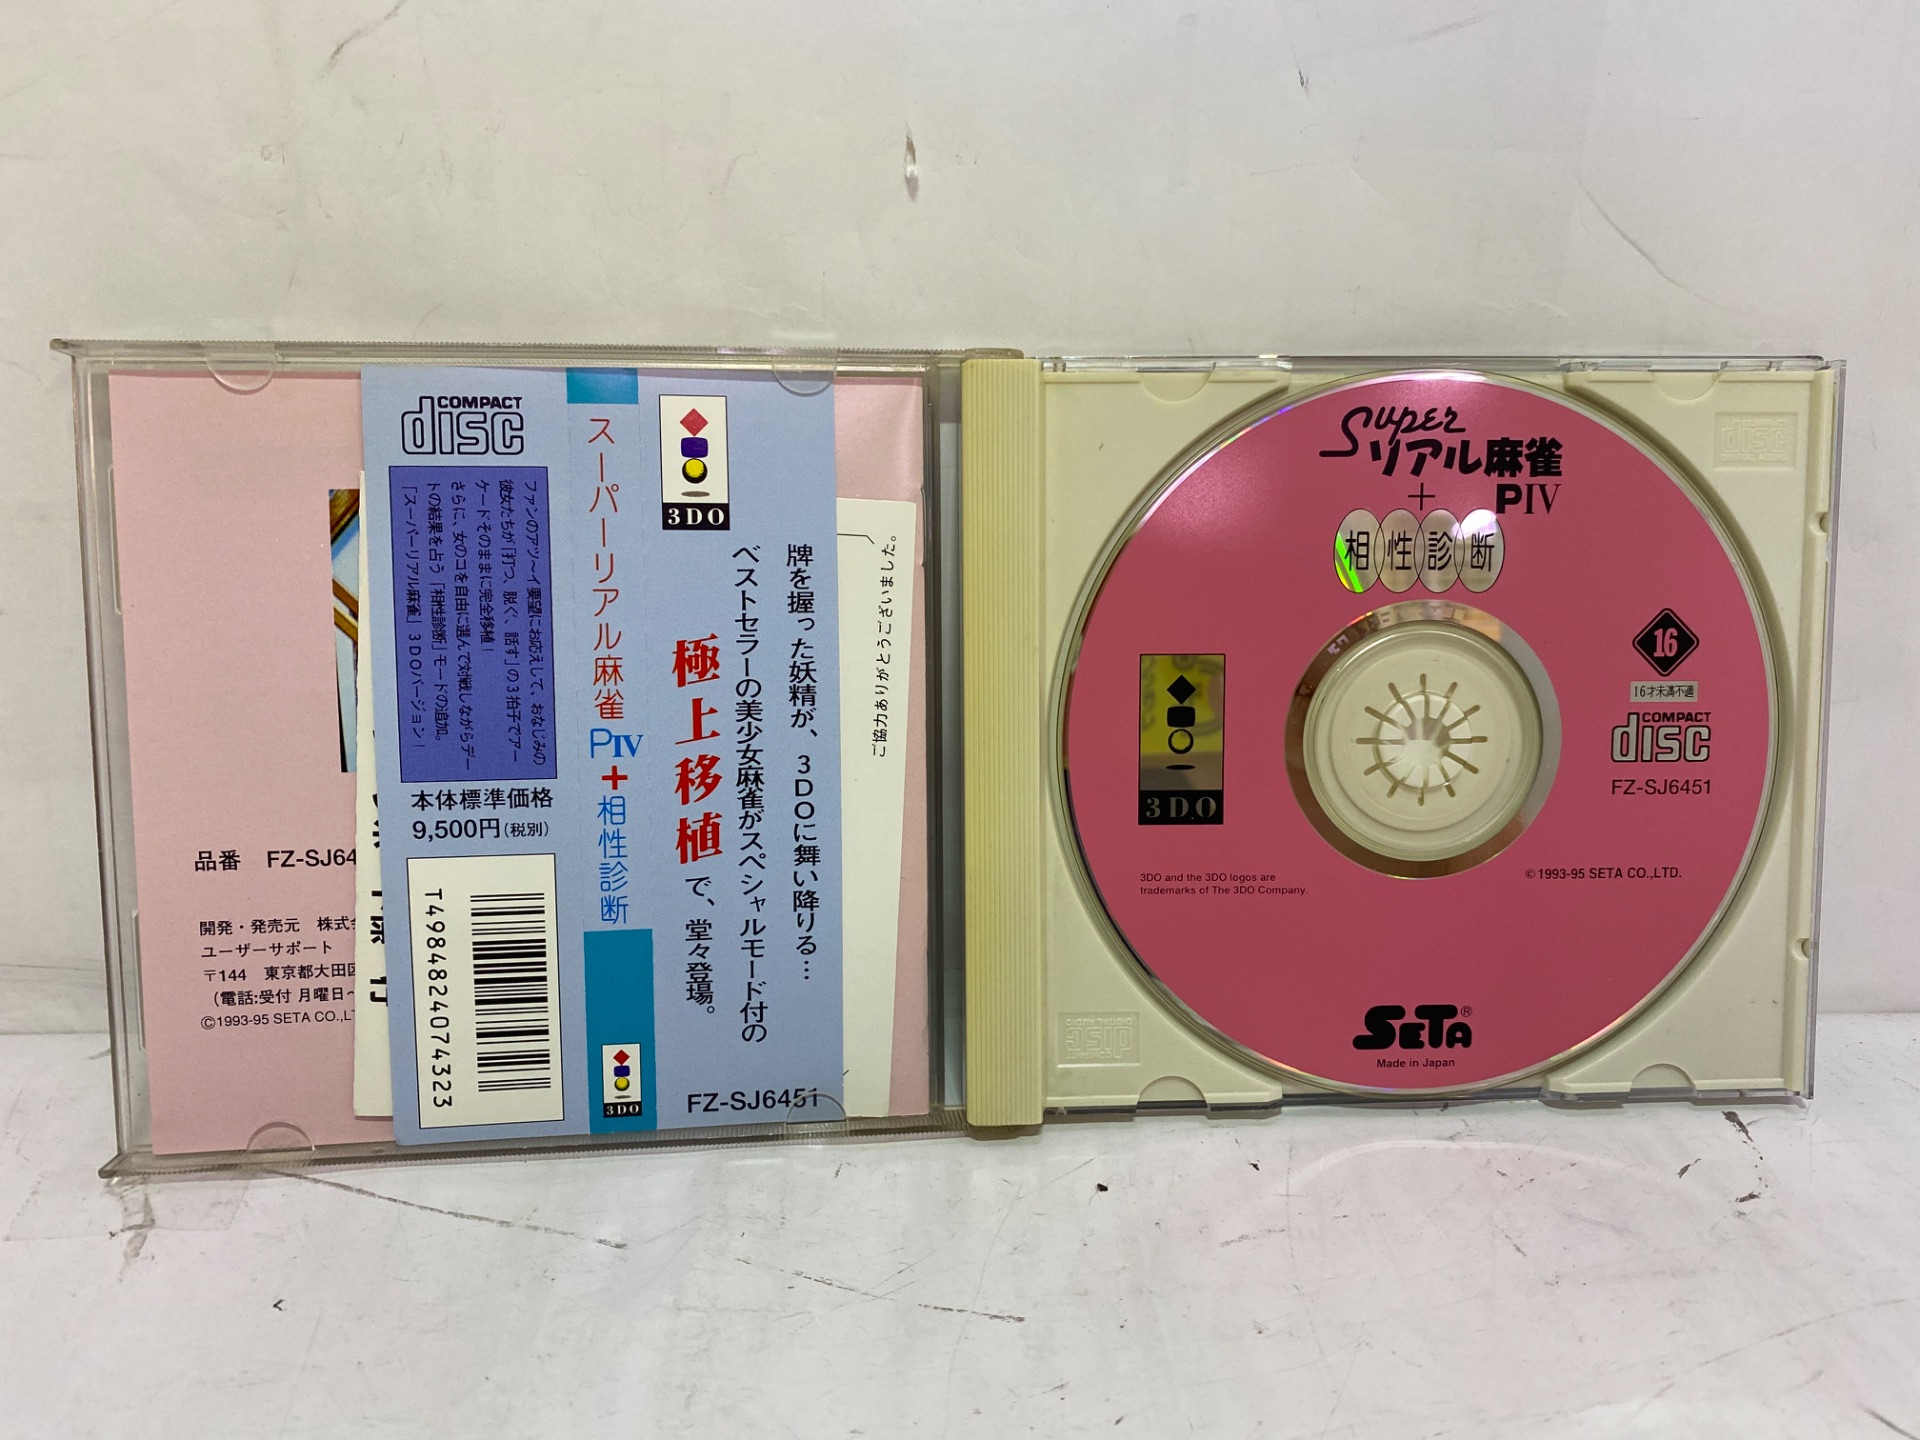 品番 FZ-SJ64
開発・発売元 株式会
ユーザーサポート
〒144 東京都大田区
(電話:受付 月曜日~
©1993-95 SETA CO.,LT
COMPACT
disc
ファンのアツ〜イ要望にお応えして、おなじみの
彼女たちが「打つ、脱ぐ、話す」の3拍子でアー
ケードそのままに完全移植!
さらに、女のコを自由に選んで対戦しながらデー
トの結果を占う「相性診断」モードの追加。
「スーパーリアル麻雀」3DOバージョン!
本体標準価格
9,500円(税別)
T4984824074323
スーパーリアル麻雀PⅣ+相性診断
3DO
3DO
牌を握った妖精が、3DOに舞い降りる…
ベストセラーの美少女麻雀がスペシャルモード付の
極上移植で、堂々登場。
FZ-SJ6451
ご協力ありがとうございました。
Super
リアル麻雀
+ PⅣ
相性診断
16
16才未満不適
COMPACT
disc
FZ-SJ6451
3DO
3DO and the 3DO logos are
trademarks of The 3DO Company.
©1993-95 SETA CO.,LTD.
SETA®
Made in Japan